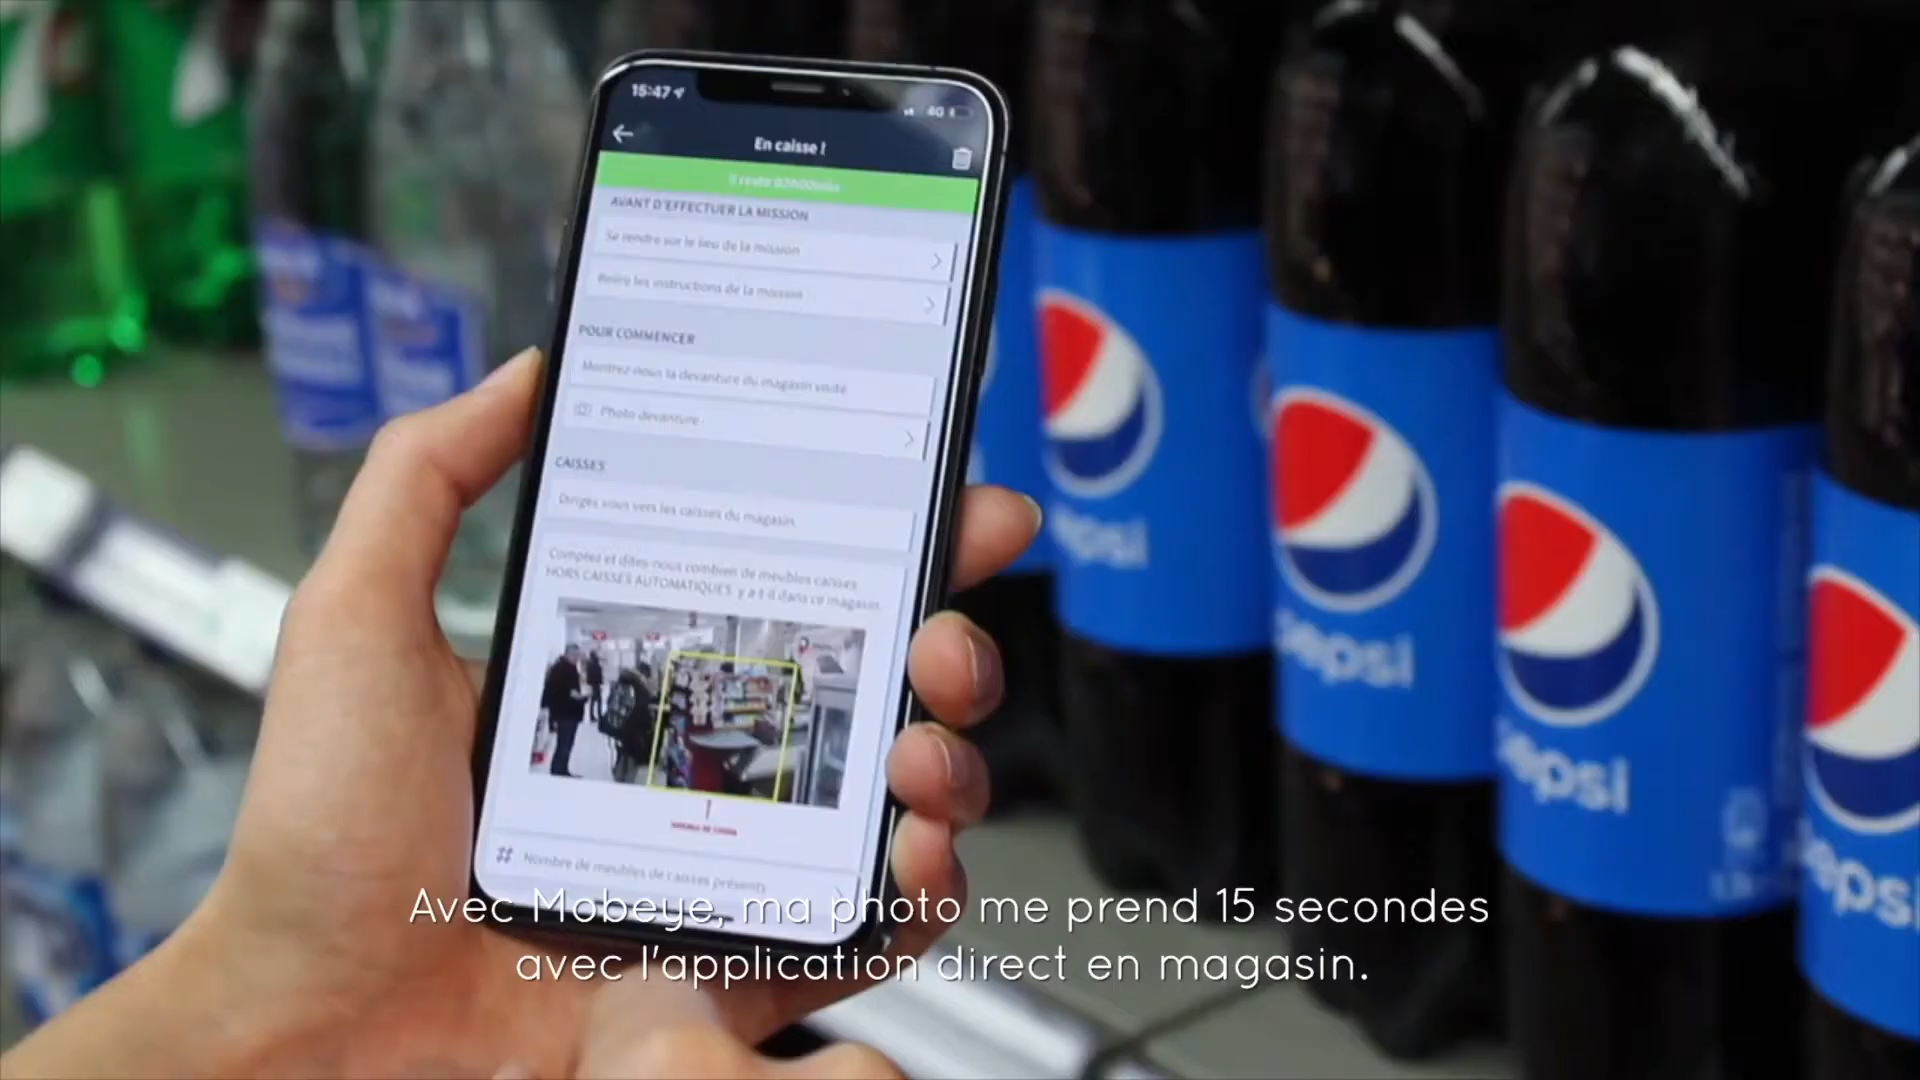 15:47
4G
En caisse !
AVANT D'EFFECTUER LA MISSION
Se rendre sur le lieu de la mission
Relire les instructions de la mission
POUR COMMENCER
Montrez-nous la devanture du magasin visité
Photo devanture
CAISSES
Dirigez vous vers les caisses du magasin
Comptez et dites nous combien de meubles caisses
HORS CAISSES AUTOMATIQUES y a t-il dans ce magasin.
# Nombre de meubles de caisses présents
pepsi
pepsi
pepsi
pepsi
Avec Mobeye, ma photo me prend 15 secondes
avec l'application direct en magasin.